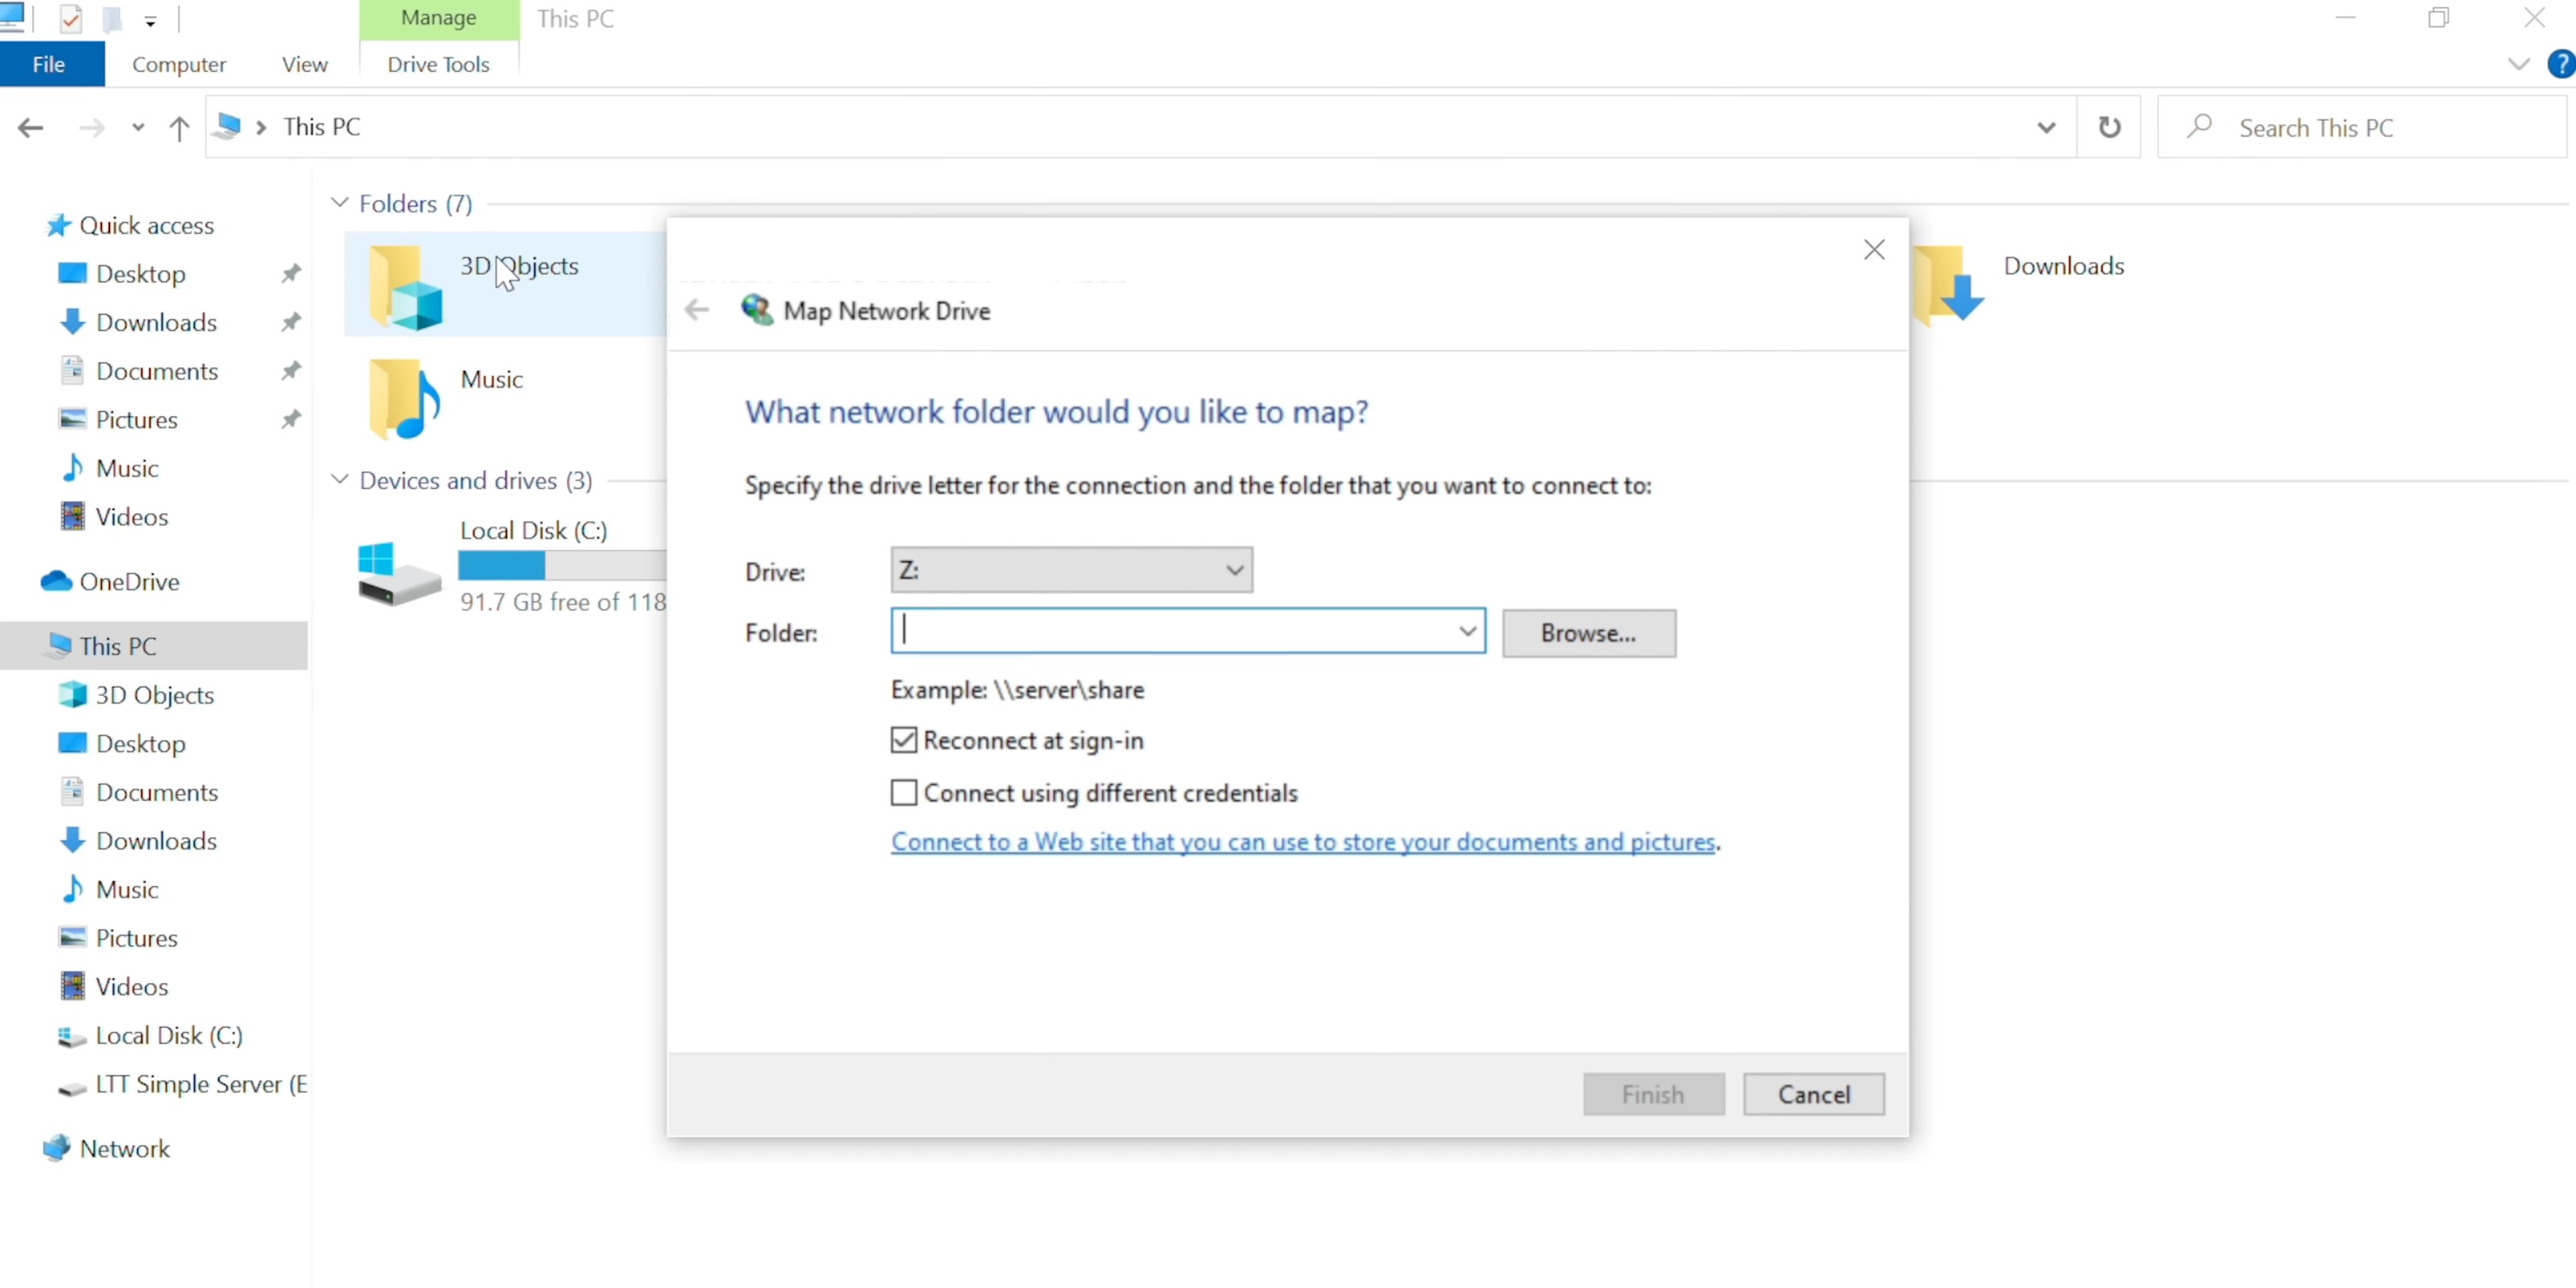 Manage
This PC
File
Computer
View
Drive Tools
This PC
Search This PC
Quick access
Desktop
Downloads
Documents
Pictures
Music
Videos
OneDrive
This PC
3D Objects
Desktop
Documents
Downloads
Music
Pictures
Videos
Local Disk (C:)
LTT Simple Server (E
Network
Folders (7)
3D Objects
Downloads
Music
Devices and drives (3)
Local Disk (C:)
91.7 GB free of 118
Map Network Drive
What network folder would you like to map?
Specify the drive letter for the connection and the folder that you want to connect to:
Drive: Z:
Folder: Browse...
Example: \\server\share
Reconnect at sign-in
Connect using different credentials
Connect to a Web site that you can use to store your documents and pictures.
Finish Cancel